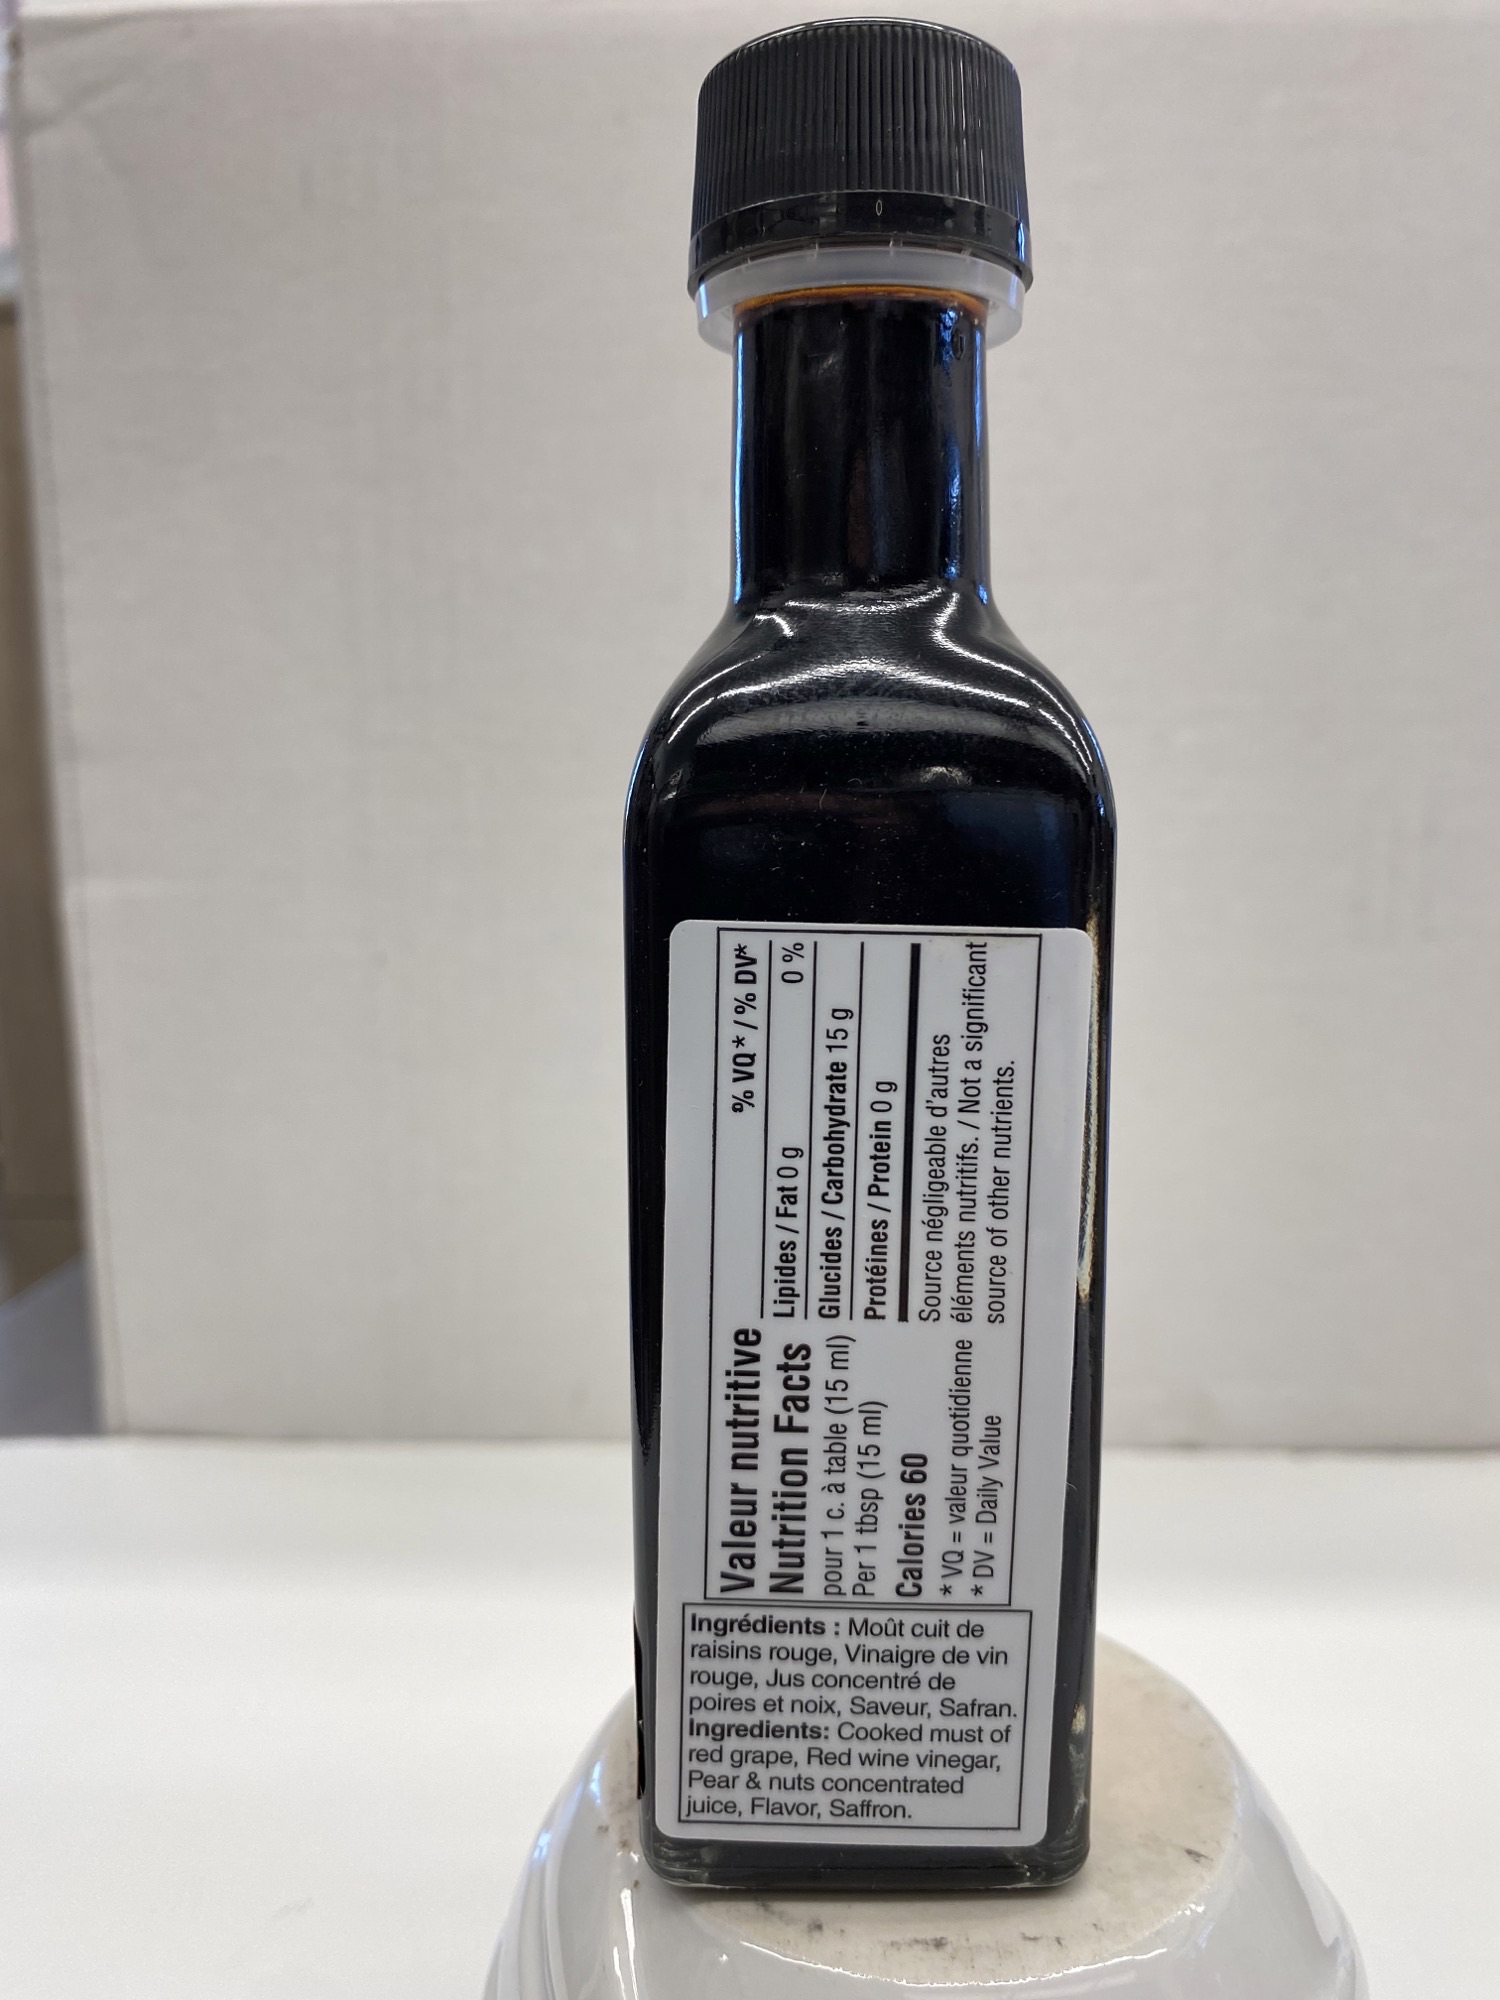 Valeur nutritive
Nutrition Facts
pour 1 c. à table (15 ml)
Per 1 tbsp (15 ml)
Calories 60
* VQ = valeur quotidienne
* DV = Daily Value
% VQ* / % DV*
Lipides / Fat 0 g 0 %
Glucides / Carbohydrate 15 g
Protéines / Protein 0 g
Source négligeable d'autres
éléments nutritifs. / Not a significant
source of other nutrients.
Ingrédients : Moût cuit de
raisins rouge, Vinaigre de vin
rouge, Jus concentré de
poires et noix, Saveur, Safran.
Ingredients: Cooked must of
red grape, Red wine vinegar,
Pear & nuts concentrated
juice, Flavor, Saffron.